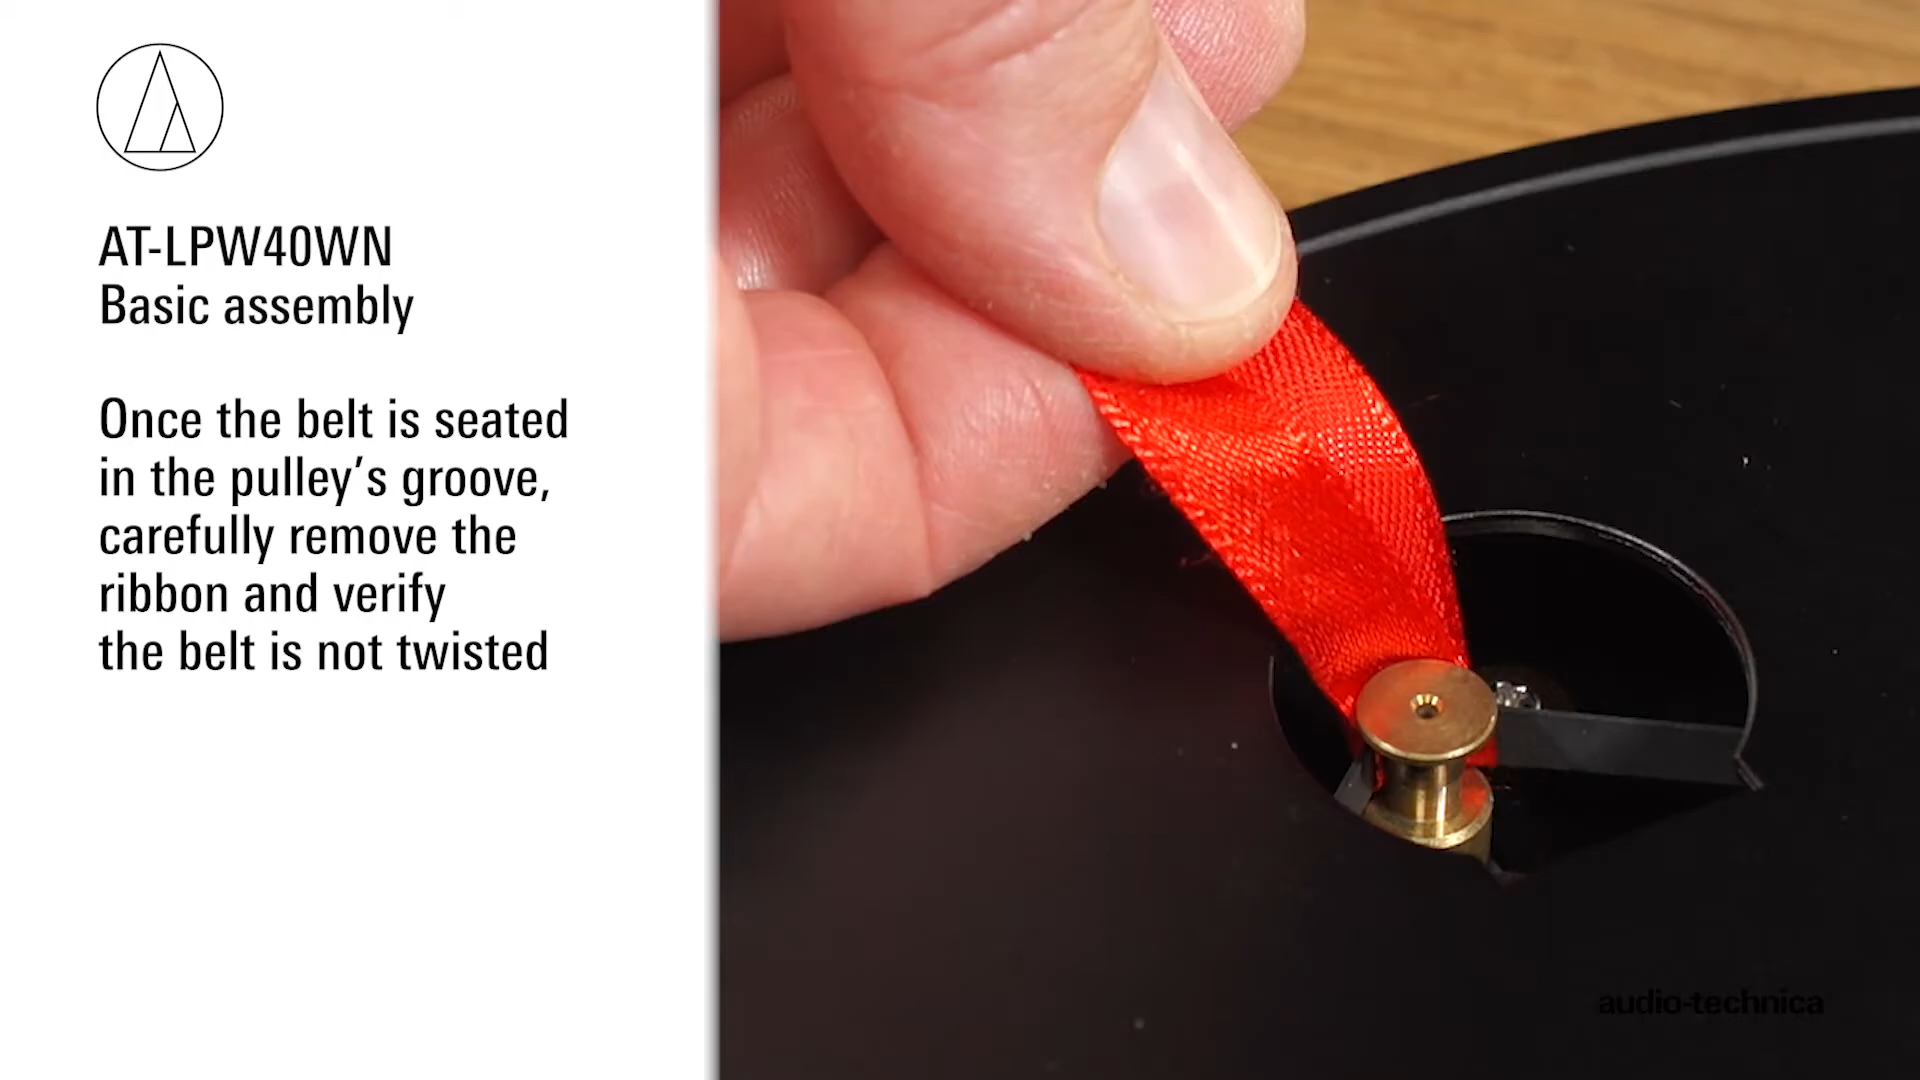 AT-LPW40WN
Basic assembly
Once the belt is seated
in the pulley’s groove,
carefully remove the
ribbon and verify
the belt is not twisted
audio-technica